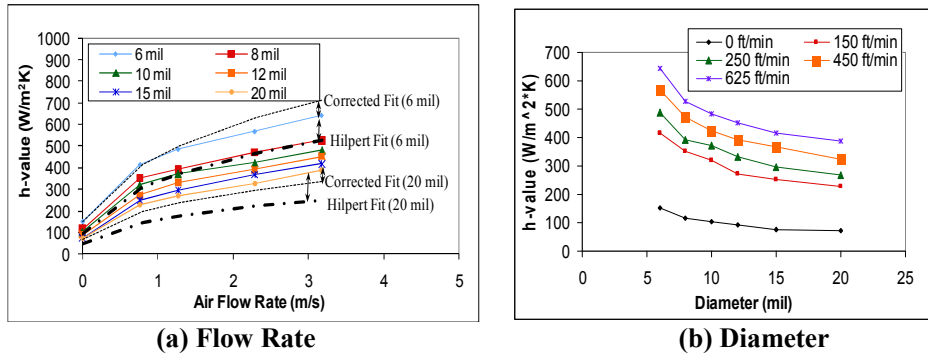 1000
900
800
700
600
500
400
300
200
100
0
h-value (W/m²K)
6 mil
8 mil
10 mil
12 mil
15 mil
20 mil
Corrected Fit (6 mil)
Hilpert Fit (6 mil)
Corrected Fit (20 mil)
Hilpert Fit (20 mil)
0 1 2 3 4 5
Air Flow Rate (m/s)
(a) Flow Rate
0 ft/min
150 ft/min
250 ft/min
450 ft/min
625 ft/min
700
600
500
400
300
200
100
0
h-value (W/m^2*K)
0 5 10 15 20 25
Diameter (mil)
(b) Diameter